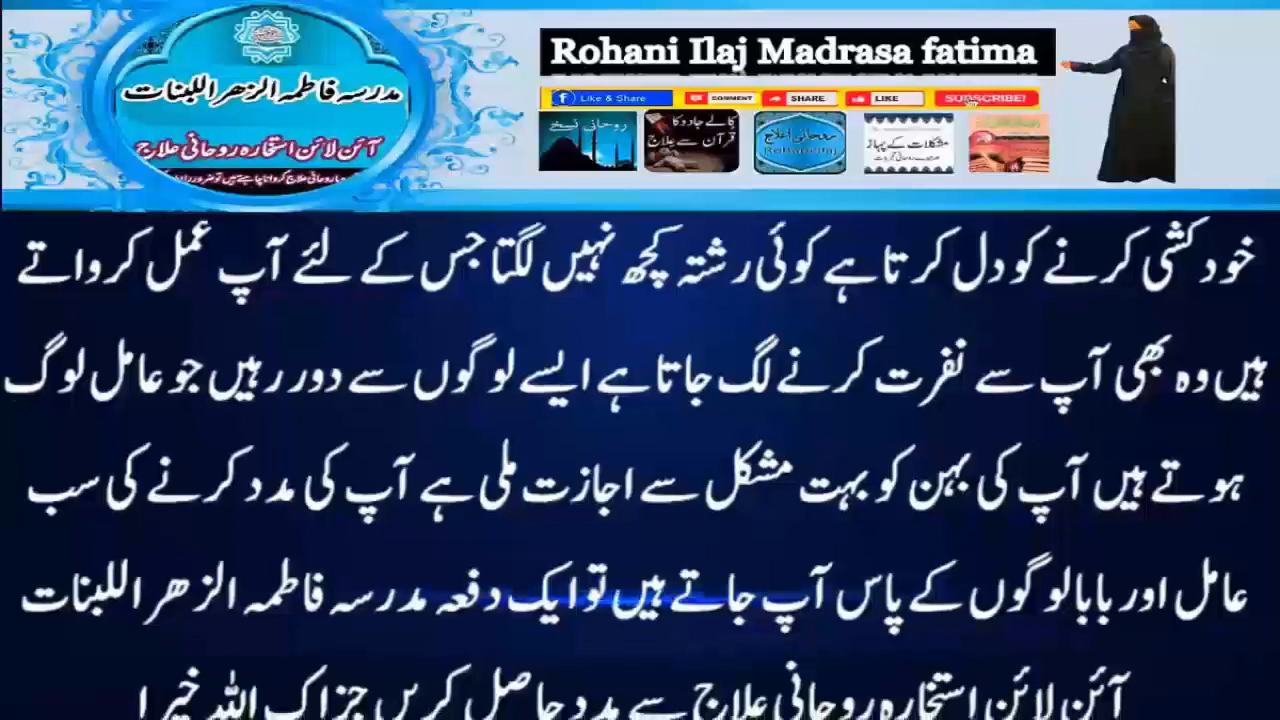 مدرسہ فاطمہ الزھراللبنات
آئن لائن استخارہ روحانی علاج
Rohani Ilaj Madrasa fatima
Like & Share
COMMENT
SHARE
LIKE
SUBSCRIBE!
روحانی نسخے
کالے جادو کا
قرآن سے علاج
روحانی علاج
مشکلات کے پہاڑ
خودکشی کرنے کو دل کرتا ہے کوئی رشتہ کچھ نہیں لگتا جس کے لئے آپ عمل کرواتے
ہیں وہ بھی آپ سے نفرت کرنے لگ جاتا ہے ایسے لوگوں سے دور رہیں جو عامل لوگ
ہوتے ہیں آپ کی بہن کو بہت مشکل سے اجازت ملی ہے آپ کی مدد کرنے کی سب
عامل اور بابا لوگوں کے پاس آپ جاتے ہیں تو ایک دفعہ مدرسہ فاطمہ الزھراللبنات
آئن لائن استخارہ روحانی علاج سے مدد حاصل کریں جزاک اللہ خیرا